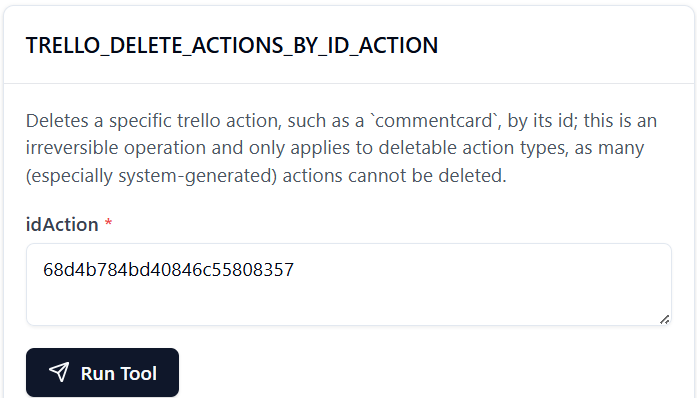 TRELLO_DELETE_ACTIONS_BY_ID_ACTION
Deletes a specific trello action, such as a `commentcard`, by its id; this is an
irreversible operation and only applies to deletable action types, as many
(especially system-generated) actions cannot be deleted.
idAction *
68d4b784bd40846c55808357
Run Tool